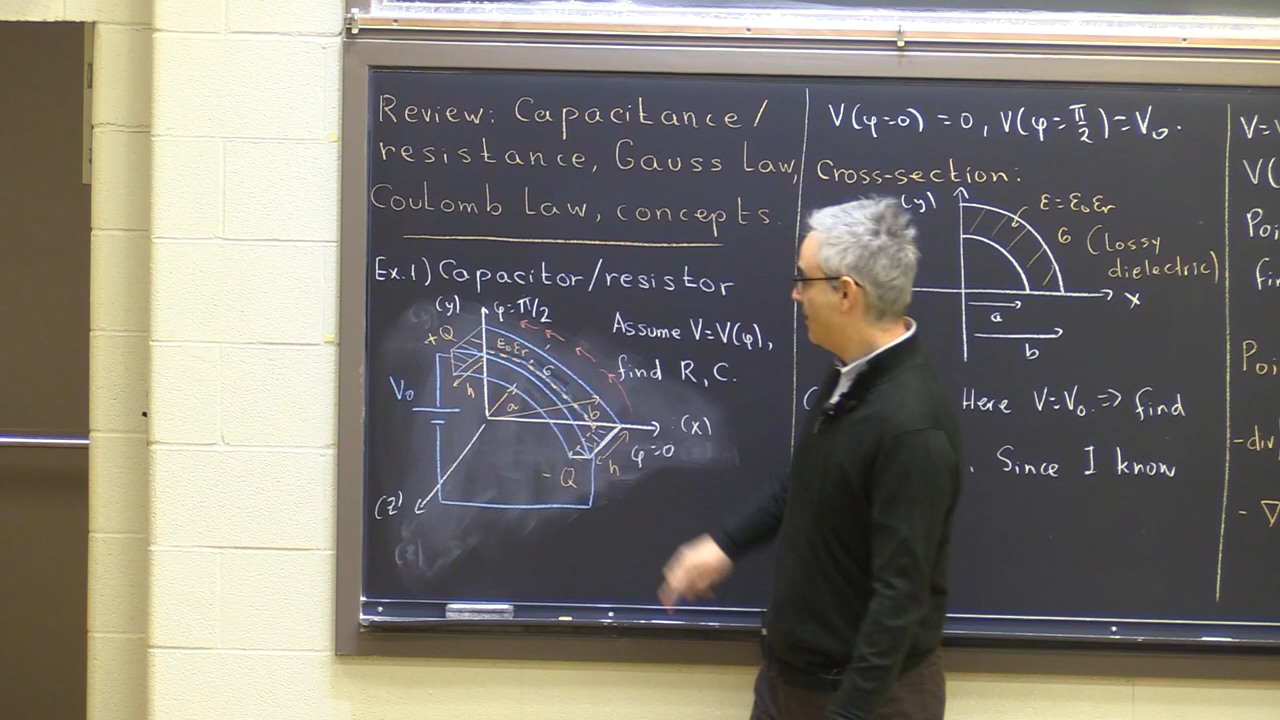 Review: Capacitance/
resistance, Gauss Law,
Coulomb Law, concepts.
Ex.1) Capacitor/resistor
(y) φ=π/2
+Q
ε₀εr
σ
Assume V=V(φ),
find R, C.
V₀
h
a
b
(x)
φ=0
h
-Q
(z)
(z)
V(φ=0) = 0, V(φ=π/2)=V₀.
Cross-section:
(y)
ε=ε₀εr
σ (Lossy
dielectric)
x
a
b
Here V=V₀ => find
. Since I know
V=
V(
Poi
fin
Poi
-div
- ∇